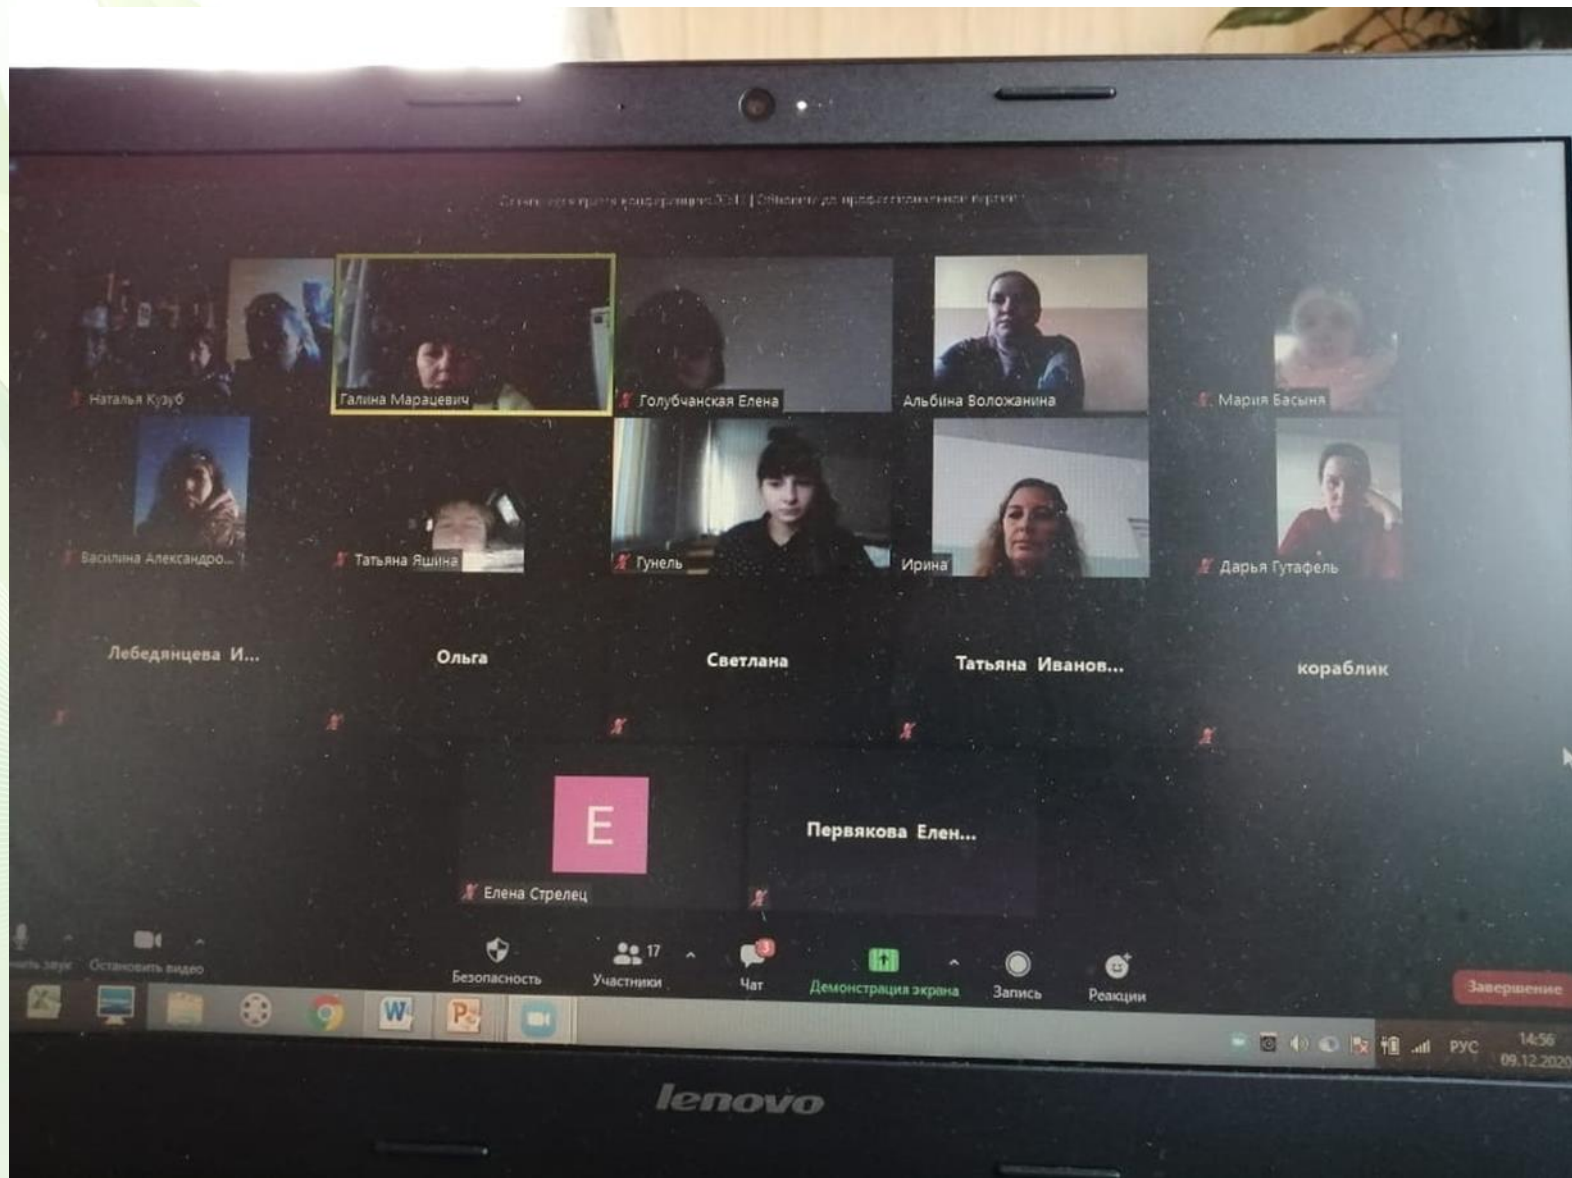 Наталья Кузуб
Галина Марацевич
Голубчанская Елена
Альбина Воложанина
Мария Басыня
Василина Александро...
Татьяна Яшина
Гунель
Ирина
Дарья Гутафель
Лебедянцева И...
Ольга
Светлана
Татьяна Иванов...
кораблик
E
Елена Стрелец
Первякова Елен...
звук
Остановить видео
Безопасность
17
Участники
3
Чат
Демонстрация экрана
Запись
Реакции
Завершение
W
P
РУС
14:56
09.12.2020
lenovo